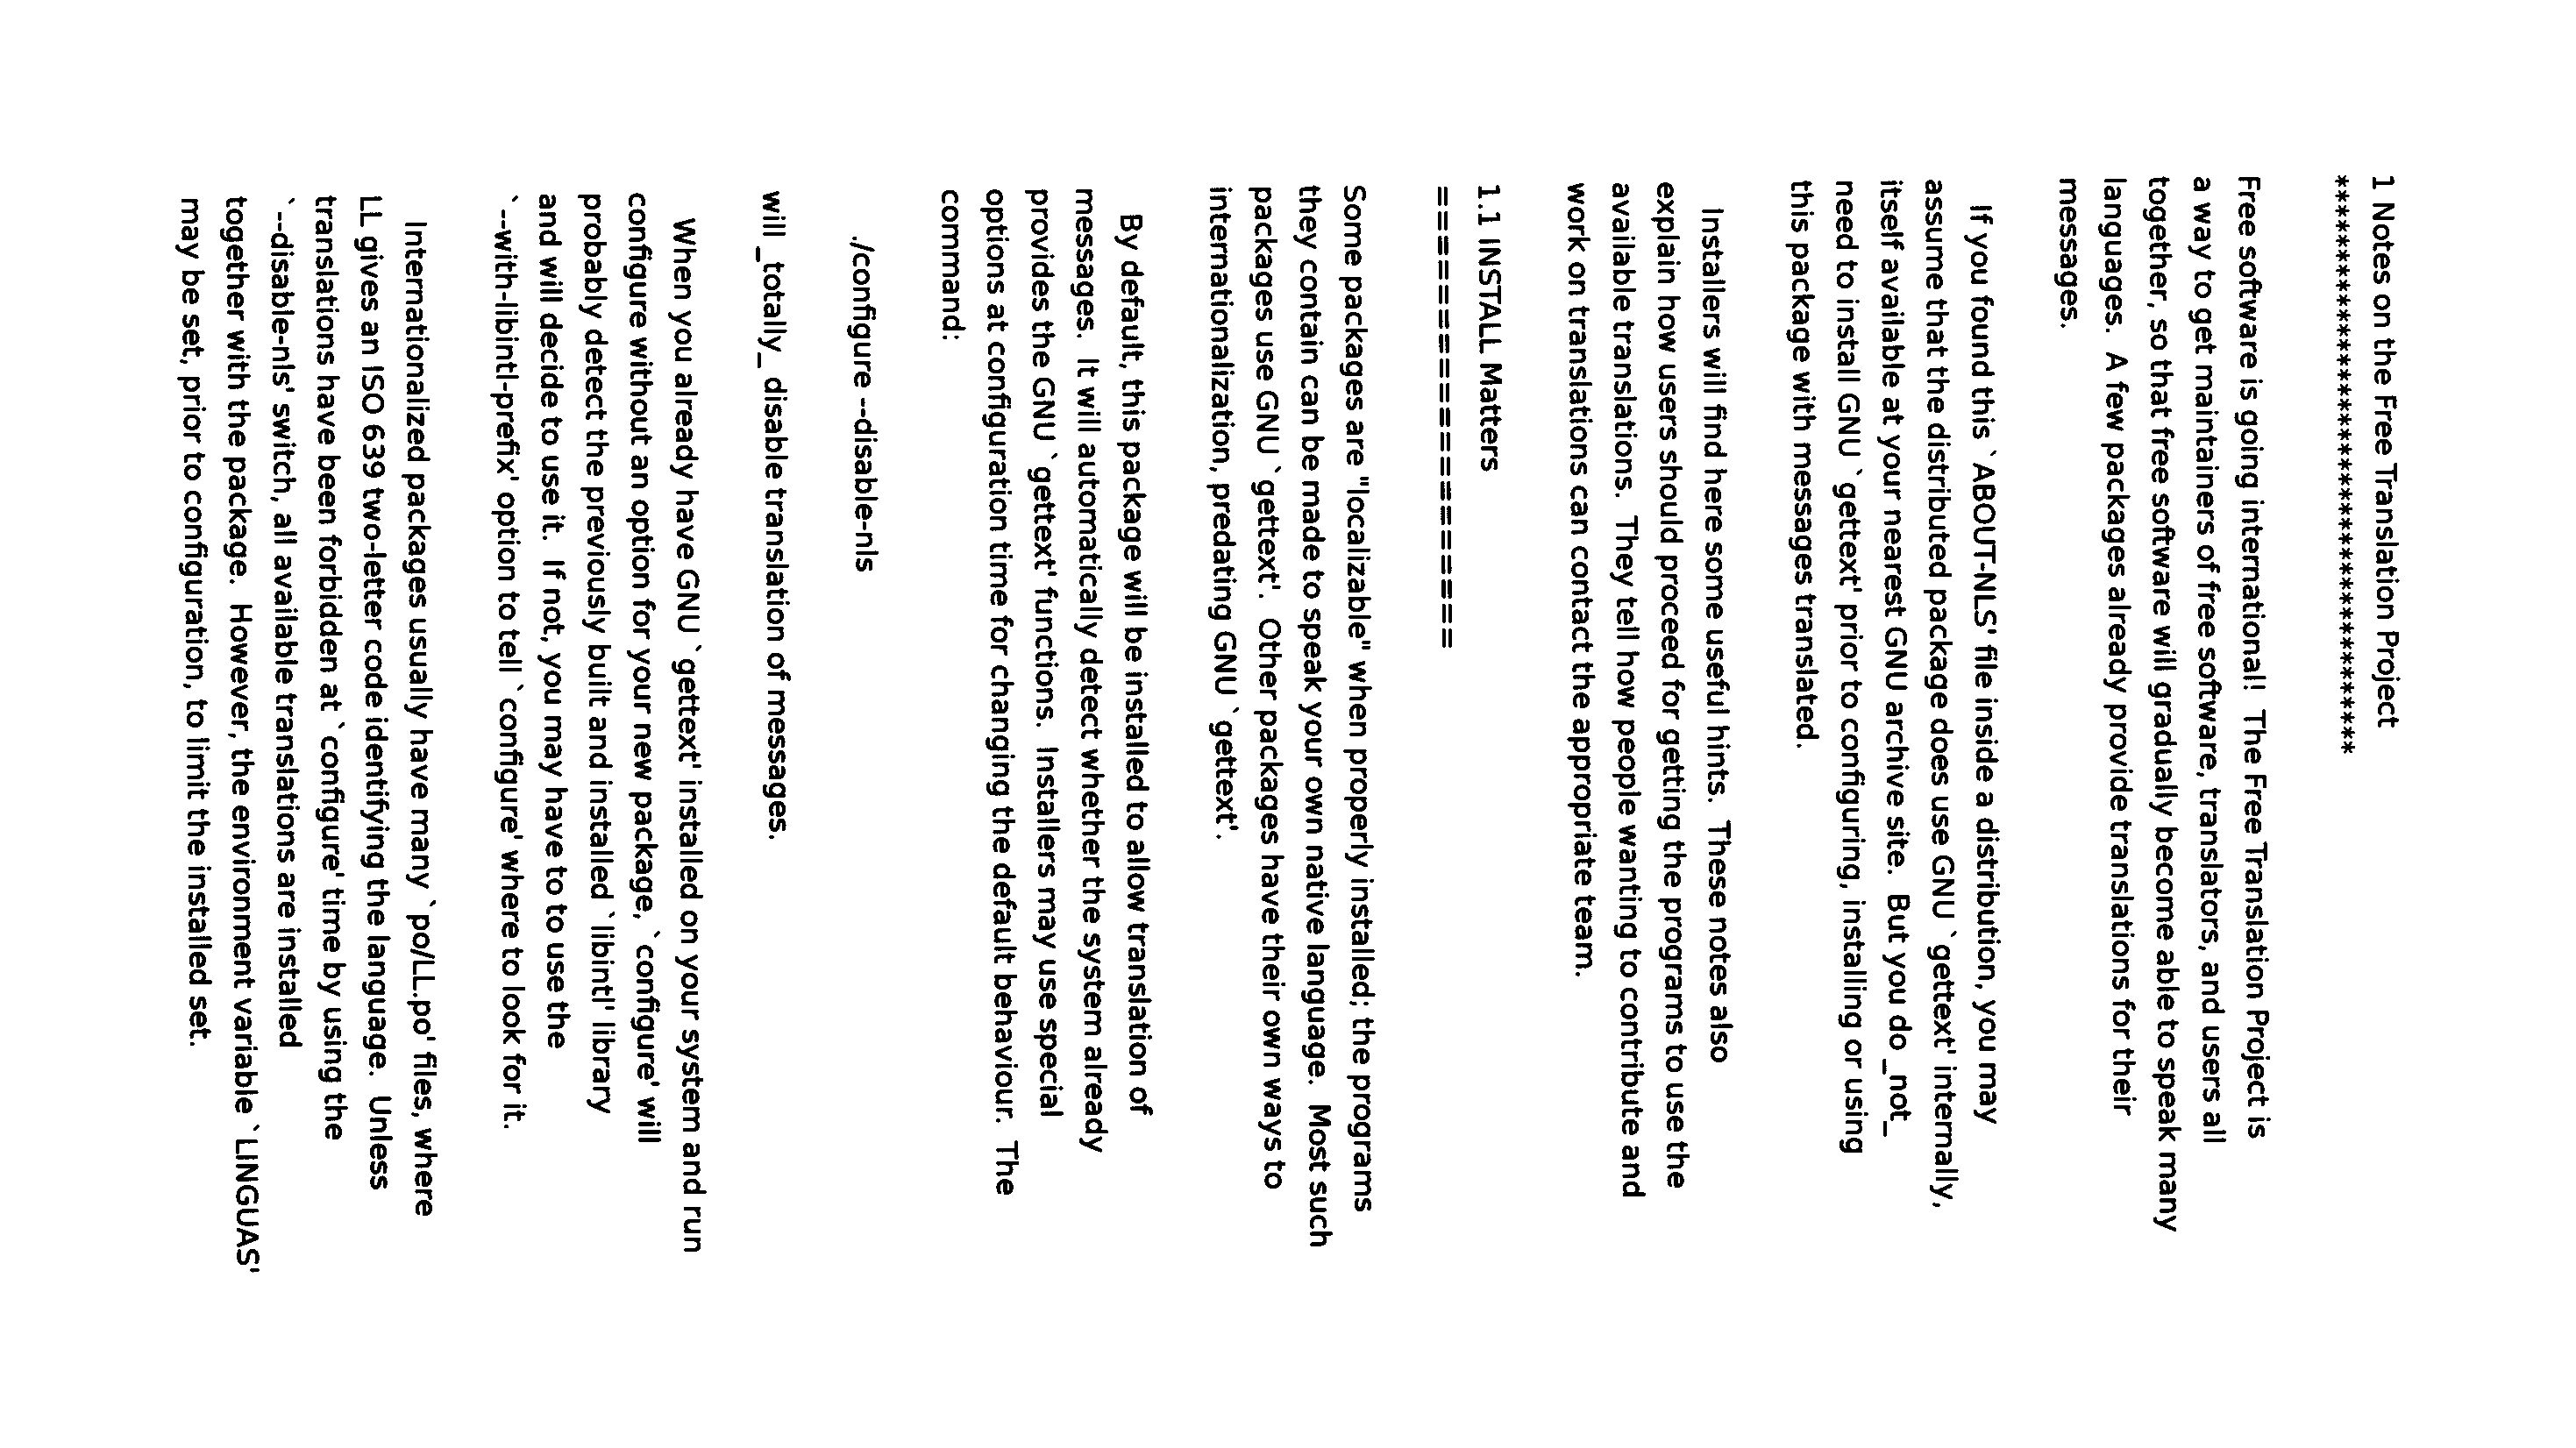 1 Notes on the Free Translation Project
***************************************
Free software is going international!  The Free Translation Project is
a way to get maintainers of free software, translators, and users all
together, so that free software will gradually become able to speak many
languages.  A few packages already provide translations for their
messages.
If you found this `ABOUT-NLS' file inside a distribution, you may
assume that the distributed package does use GNU `gettext' internally,
itself available at your nearest GNU archive site.  But you do _not_
need to install GNU `gettext' prior to configuring, installing or using
this package with messages translated.
Installers will find here some useful hints.  These notes also
explain how users should proceed for getting the programs to use the
available translations.  They tell how people wanting to contribute and
work on translations can contact the appropriate team.
1.1 INSTALL Matters
===================
Some packages are "localizable" when properly installed; the programs
they contain can be made to speak your own native language.  Most such
packages use GNU `gettext'.  Other packages have their own ways to
internationalization, predating GNU `gettext'.
By default, this package will be installed to allow translation of
messages.  It will automatically detect whether the system already
provides the GNU `gettext' functions.  Installers may use special
options at configuration time for changing the default behaviour.  The
command:
./configure --disable-nls
will _totally_ disable translation of messages.
When you already have GNU `gettext' installed on your system and run
configure without an option for your new package, `configure' will
probably detect the previously built and installed `libintl' library
and will decide to use it.  If not, you may have to to use the
`--with-libintl-prefix' option to tell `configure' where to look for it.
Internationalized packages usually have many `po/LL.po' files, where
LL gives an ISO 639 two-letter code identifying the language.  Unless
translations have been forbidden at `configure' time by using the
`--disable-nls' switch, all available translations are installed
together with the package.  However, the environment variable `LINGUAS'
may be set, prior to configuration, to limit the installed set.